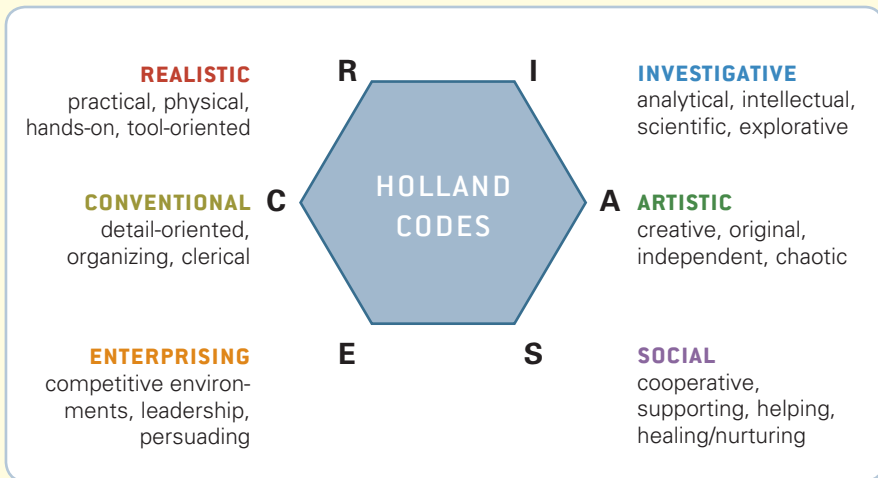 REALISTIC
practical, physical,
hands-on, tool-oriented
R
I
INVESTIGATIVE
analytical, intellectual,
scientific, explorative
CONVENTIONAL
detail-oriented,
organizing, clerical
C
HOLLAND
CODES
A
ARTISTIC
creative, original,
independent, chaotic
ENTERPRISING
competitive environ-
ments, leadership,
persuading
E
S
SOCIAL
cooperative,
supporting, helping,
healing/nurturing